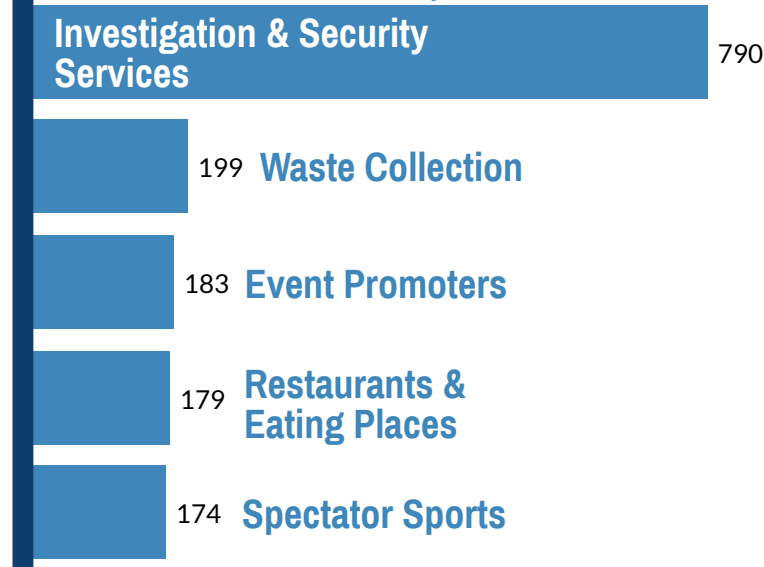 Investigation & Security
Services
790
199 Waste Collection
183 Event Promoters
179
Restaurants &
Eating Places
174 Spectator Sports